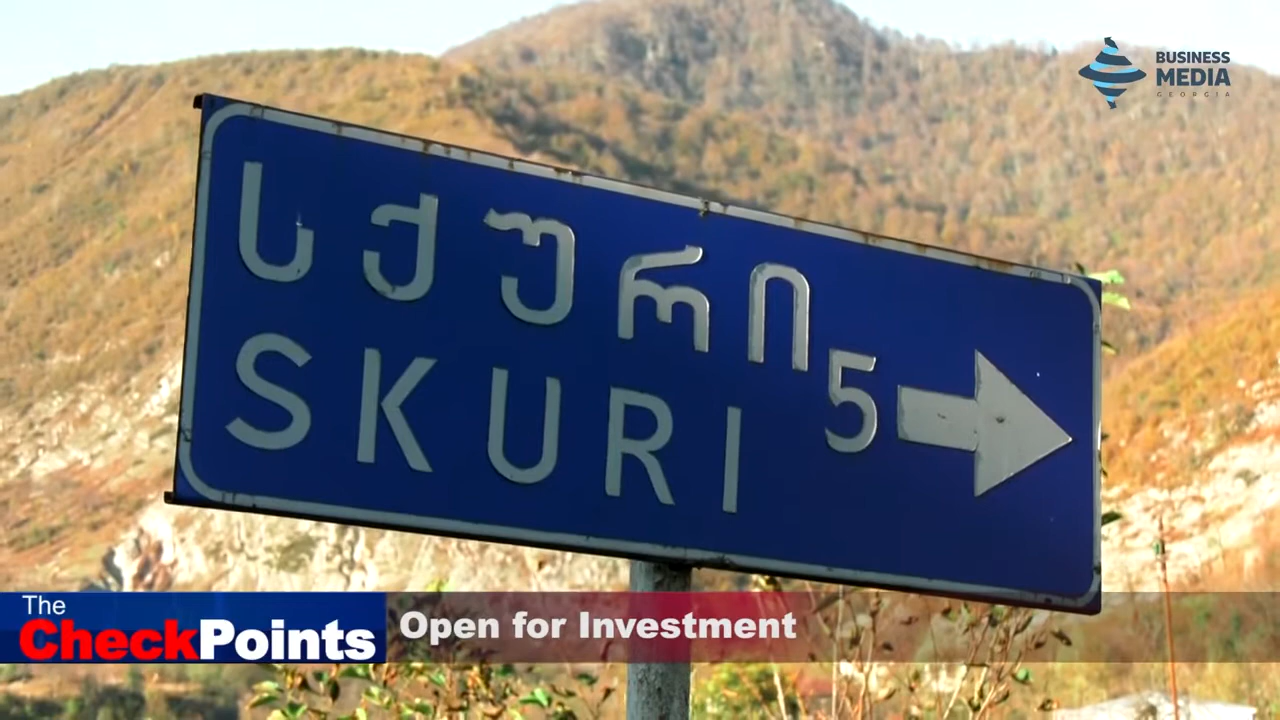 BUSINESS
MEDIA
GEORGIA
სქური
SKURI
5
The
CheckPoints
Open for Investment